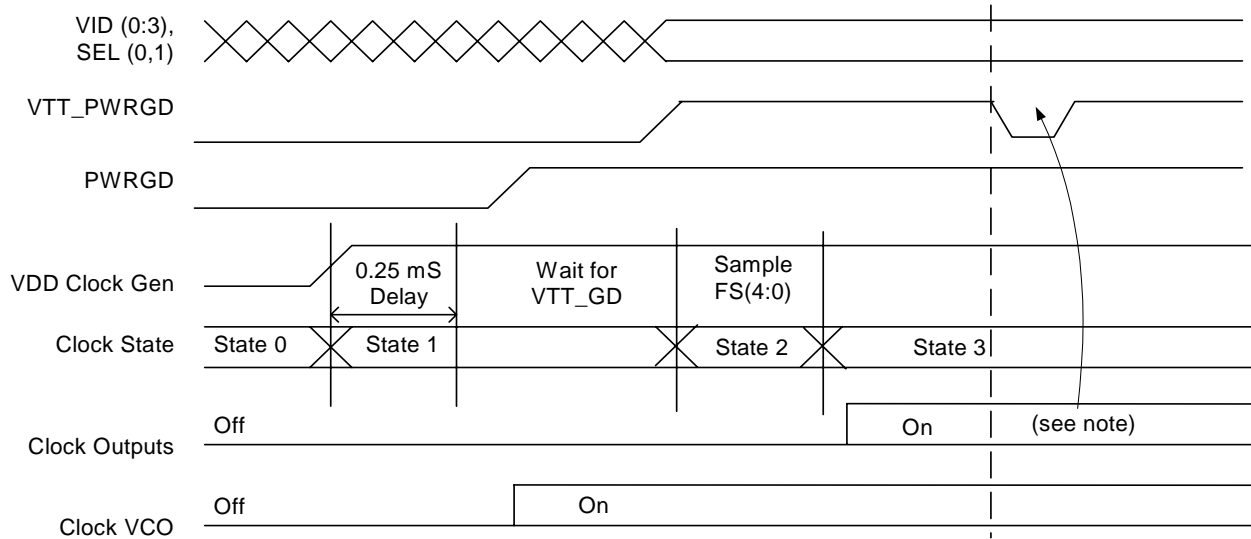 VID (0:3),
SEL (0,1)
VTT_PWRGD
PWRGD
VDD Clock Gen
0.25 mS
Delay
Wait for
VTT_GD
Sample
FS(4:0)
Clock State
State 0
State 1
State 2
State 3
Clock Outputs
Off
On
(see note)
Clock VCO
Off
On